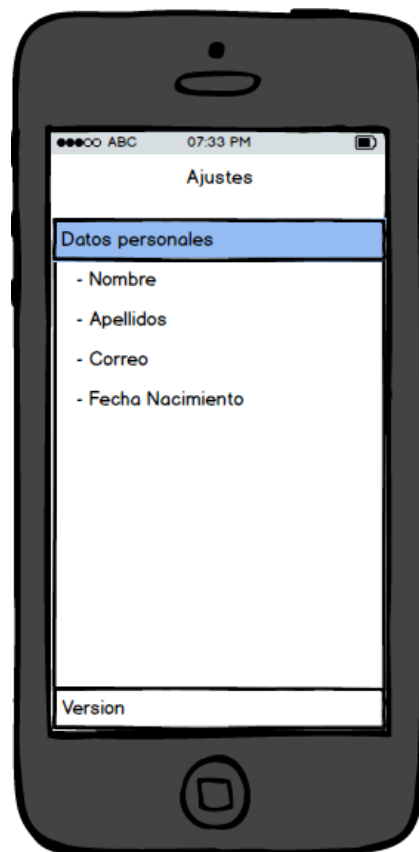 ABC 07:33 PM
Ajustes
Datos personales
- Nombre
- Apellidos
- Correo
- Fecha Nacimiento
Version